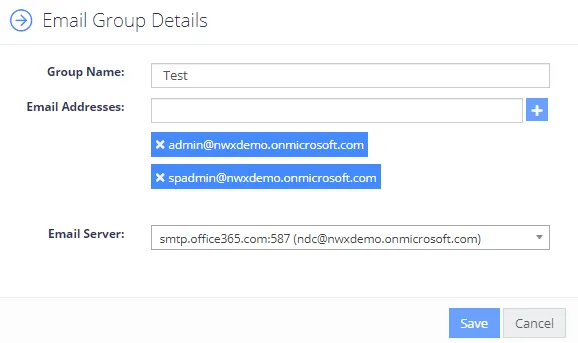 Email Group Details
Group Name: Test
Email Addresses:
admin@nwxdemo.onmicrosoft.com
spadmin@nwxdemo.onmicrosoft.com
Email Server: smtp.office365.com:587 (ndc@nwxdemo.onmicrosoft.com)
Save Cancel